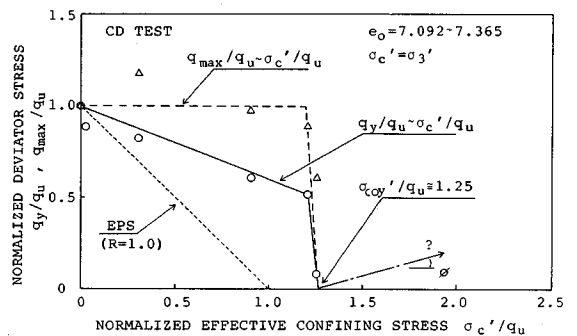 1.5
CD TEST
eo=7.092~7.365
σc'=σ3'
qmax/qu~σc'/qu
1.0
qy/qu~σc'/qu
0.5
σcoy'/qu≅1.25
EPS
(R=1.0)
?
ø
0
0 0.5 1.0 1.5 2.0 2.5
NORMALIZED DEVIATOR STRESS
qy/qu , qmax/qu
NORMALIZED EFFECTIVE CONFINING STRESS σc'/qu